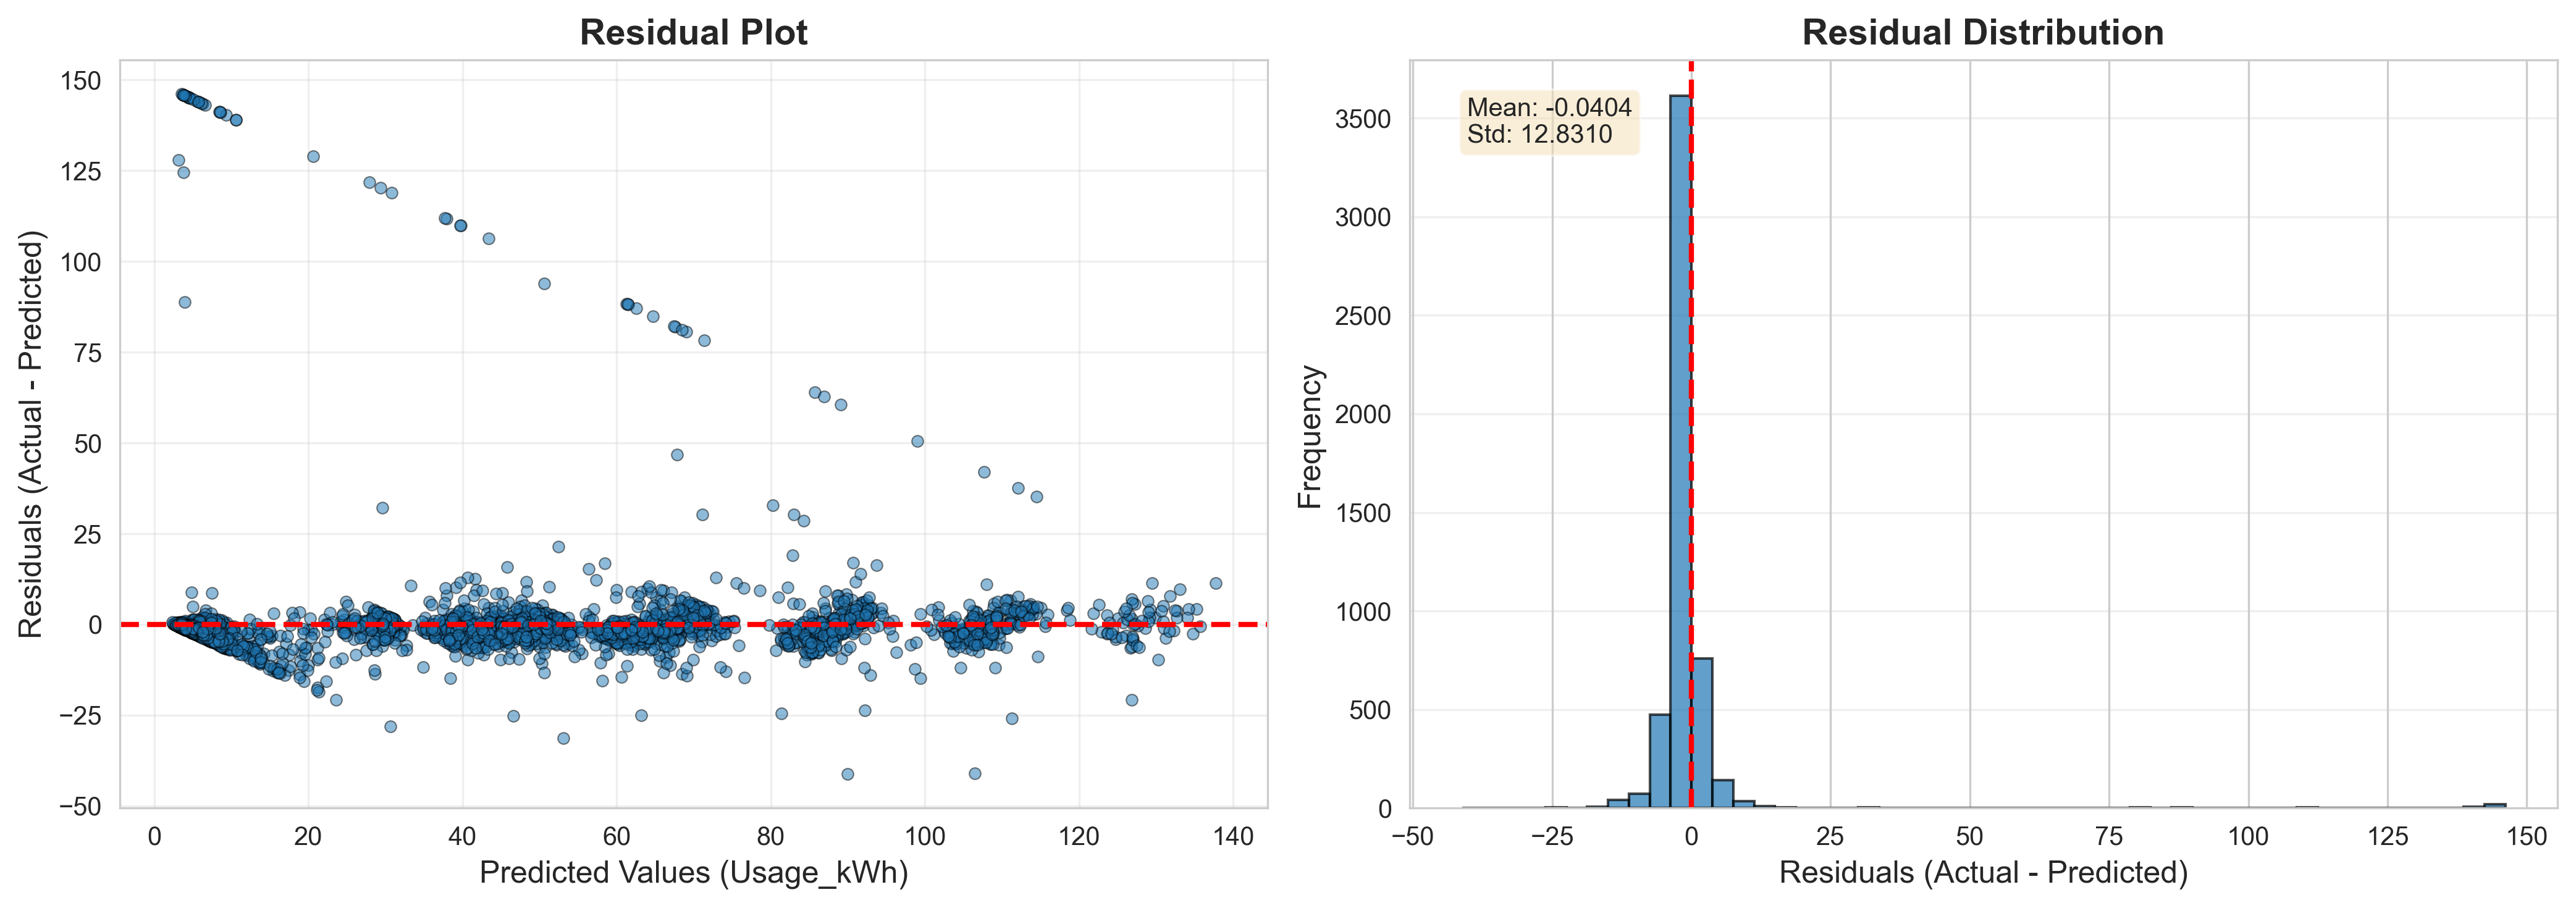 Residual Plot
Residuals (Actual - Predicted)
150
125
100
75
50
25
0
−25
−50
0 20 40 60 80 100 120 140
Predicted Values (Usage_kWh)
Residual Distribution
Mean: -0.0404
Std: 12.8310
Frequency
3500
3000
2500
2000
1500
1000
500
0
−50 −25 0 25 50 75 100 125 150
Residuals (Actual - Predicted)